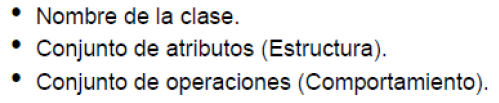 • Nombre de la clase.
• Conjunto de atributos (Estructura).
• Conjunto de operaciones (Comportamiento).